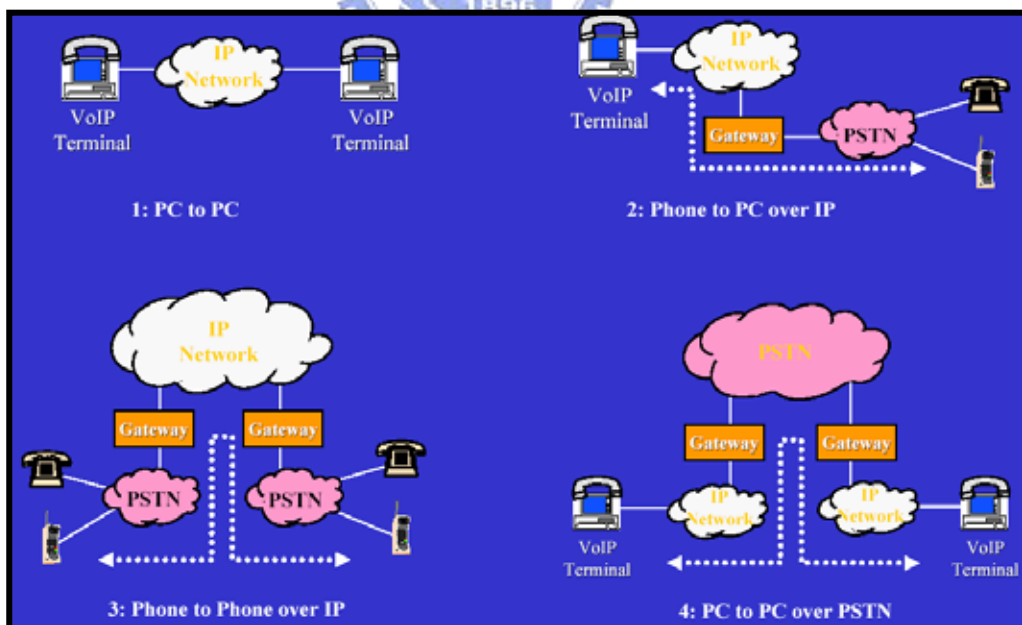 1896
IP
Network
VoIP
Terminal
VoIP
Terminal
1: PC to PC
IP
Network
VoIP
Terminal
Gateway
PSTN
2: Phone to PC over IP
IP
Network
Gateway
Gateway
PSTN
PSTN
3: Phone to Phone over IP
PSTN
Gateway
Gateway
IP
Network
IP
Network
VoIP
Terminal
VoIP
Terminal
4: PC to PC over PSTN